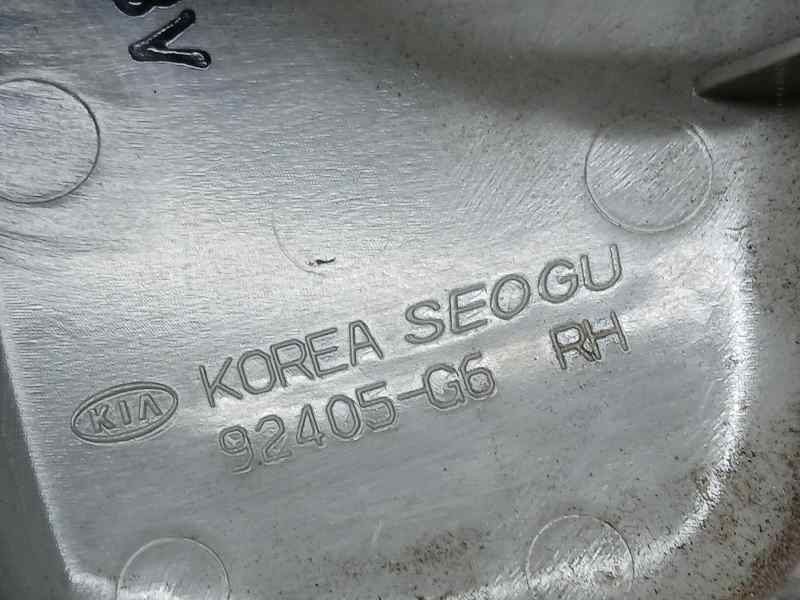 KIA KOREA SEOGU
92405-G6 RH